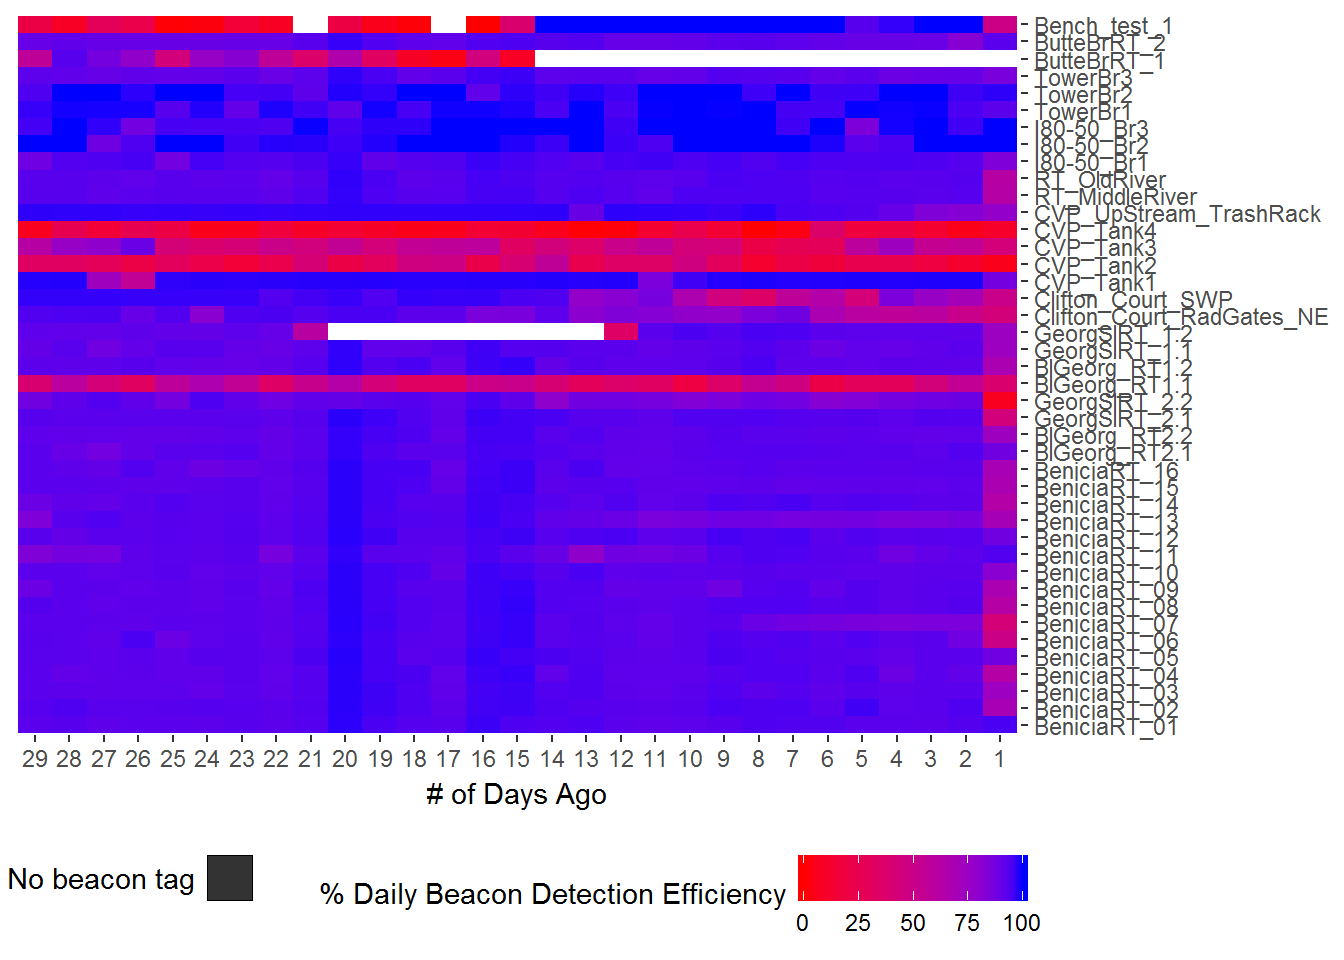 Bench_test_1
ButteBrRT_2
ButteBrRT_1
TowerBr3
TowerBr2
TowerBr1
I80-50_Br3
I80-50_Br2
I80-50_Br1
RT_OldRiver
RT_MiddleRiver
CVP_UpStream_TrashRack
CVP_Tank4
CVP_Tank3
CVP_Tank2
CVP_Tank1
Clifton_Court_SWP
Clifton_Court_RadGates_NE
GeorgSlRT_1.2
GeorgSlRT_1.1
BlGeorg_RT1.2
BlGeorg_RT1.1
GeorgSlRT_2.2
GeorgSlRT_2.1
BlGeorg_RT2.2
BlGeorg_RT2.1
BeniciaRT_16
BeniciaRT_15
BeniciaRT_14
BeniciaRT_13
BeniciaRT_12
BeniciaRT_11
BeniciaRT_10
BeniciaRT_09
BeniciaRT_08
BeniciaRT_07
BeniciaRT_06
BeniciaRT_05
BeniciaRT_04
BeniciaRT_03
BeniciaRT_02
BeniciaRT_01
29 28 27 26 25 24 23 22 21 20 19 18 17 16 15 14 13 12 11 10 9 8 7 6 5 4 3 2 1
# of Days Ago
No beacon tag
% Daily Beacon Detection Efficiency
0 25 50 75 100